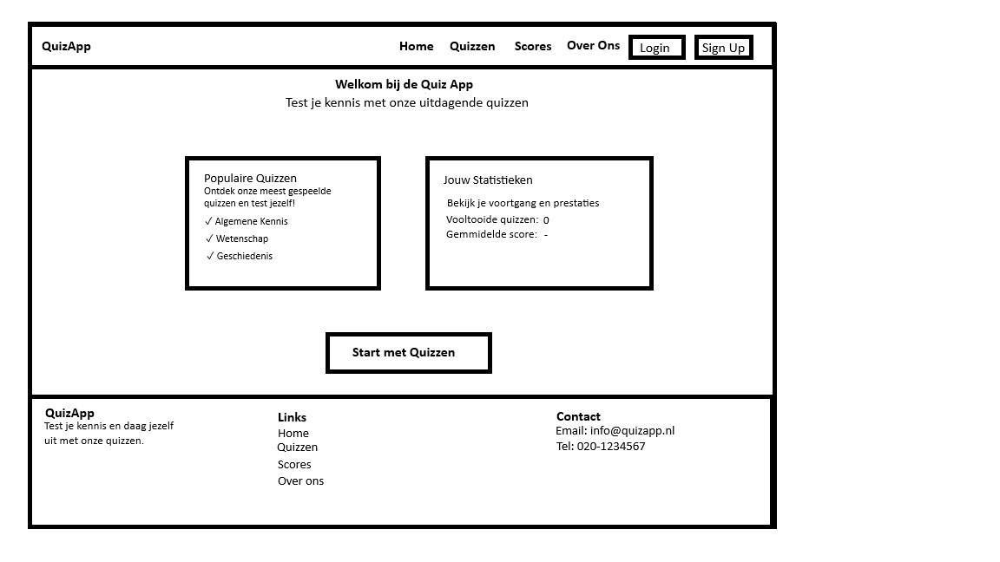 QuizApp
Home Quizzen Scores Over Ons Login Sign Up
Welkom bij de Quiz App
Test je kennis met onze uitdagende quizzen
Populaire Quizzen
Ontdek onze meest gespeelde
quizzen en test jezelf!
✓ Algemene Kennis
✓ Wetenschap
✓ Geschiedenis
Jouw Statistieken
Bekijk je voortgang en prestaties
Vooltooide quizzen: 0
Gemmidelde score: -
Start met Quizzen
QuizApp
Test je kennis en daag jezelf
uit met onze quizzen.
Links
Home
Quizzen
Scores
Over ons
Contact
Email: info@quizapp.nl
Tel: 020-1234567